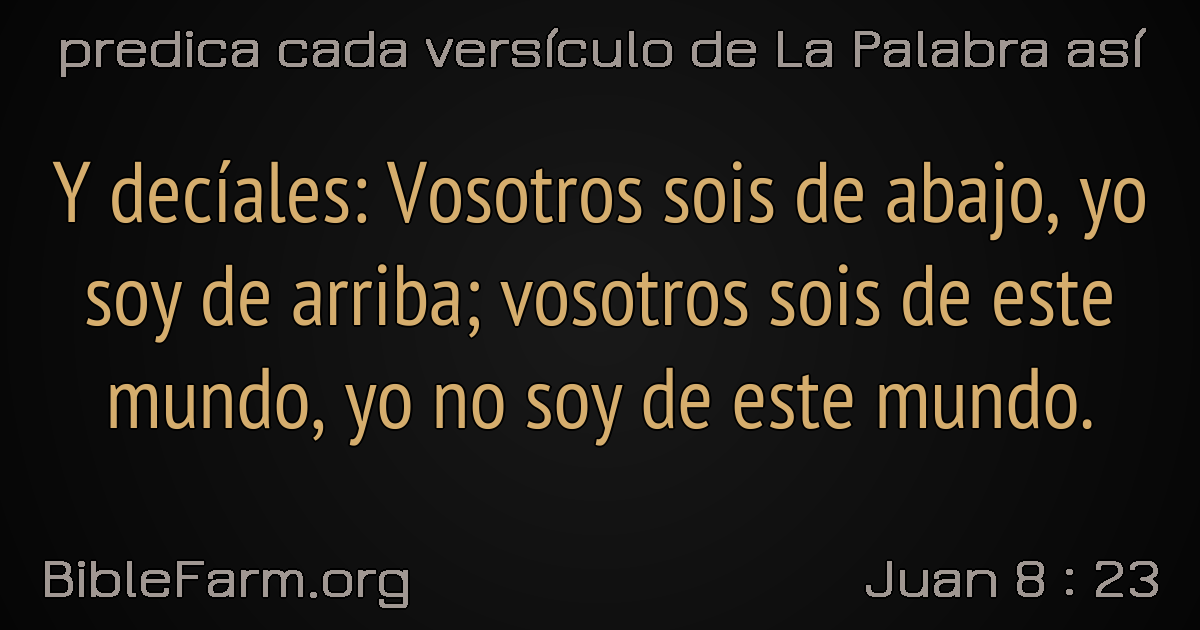 predica cada versículo de La Palabra así
Y decíales: Vosotros sois de abajo, yo
soy de arriba; vosotros sois de este
mundo, yo no soy de este mundo.
BibleFarm.org
Juan 8 : 23